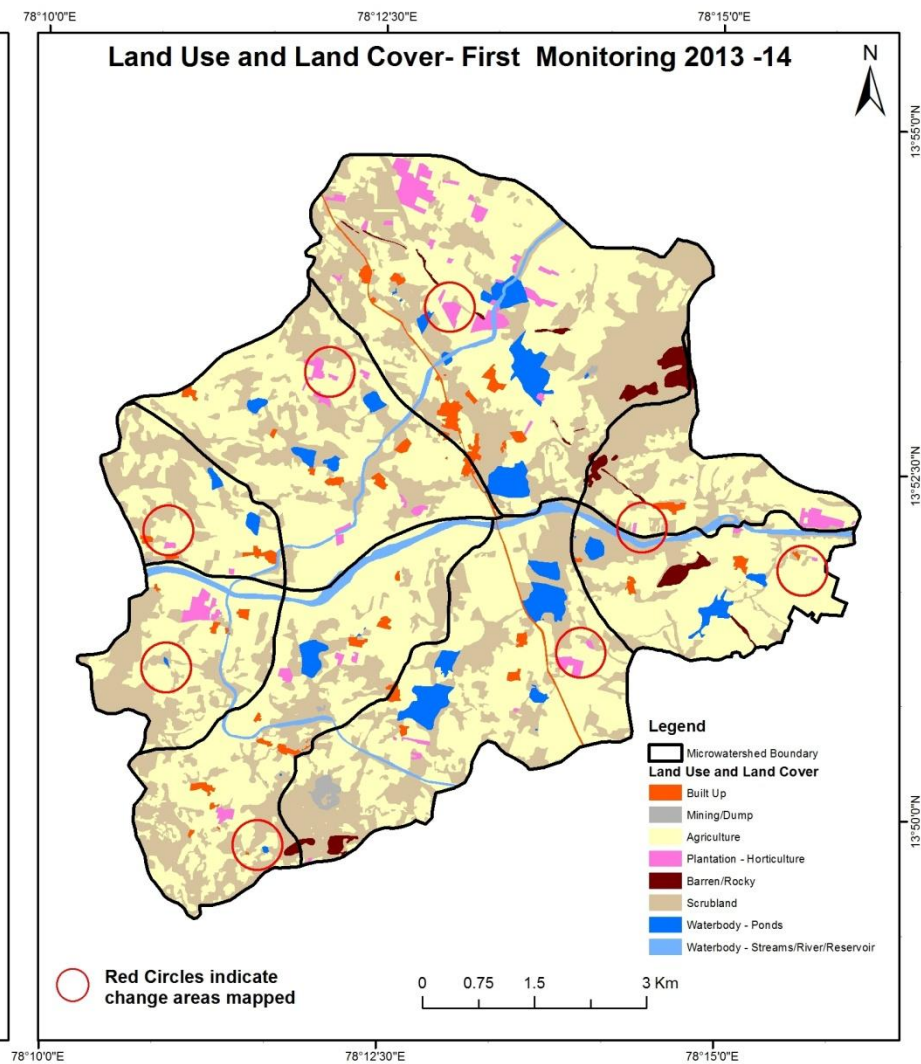 78°10'0"E 78°12'30"E 78°15'0"E
Land Use and Land Cover- First Monitoring 2013 -14
N
13°55'0"N
13°52'30"N
Legend
Microwatershed Boundary
Land Use and Land Cover
Built Up
Mining/Dump
Agriculture
Plantation - Horticulture
Barren/Rocky
Scrubland
Waterbody - Ponds
Waterbody - Streams/River/Reservoir
13°50'0"N
Red Circles indicate
change areas mapped
0 0.75 1.5 3 Km
78°10'0"E 78°12'30"E 78°15'0"E